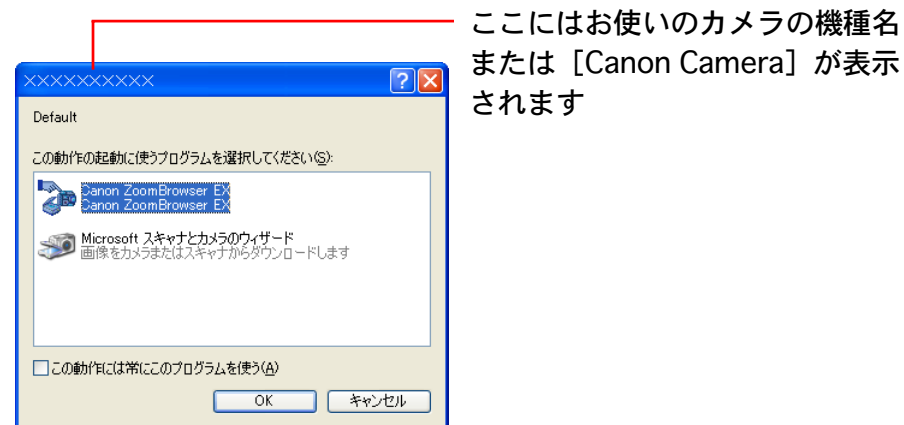 ここにはお使いのカメラの機種名
または［Canon Camera］が表示
されます
××××××××××
Default
この動作の起動に使うプログラムを選択してください(S):
Canon ZoomBrowser EX
Canon ZoomBrowser EX
Microsoft スキャナとカメラのウィザード
画像をカメラまたはスキャナからダウンロードします
この動作には常にこのプログラムを使う(A)
OK
キャンセル